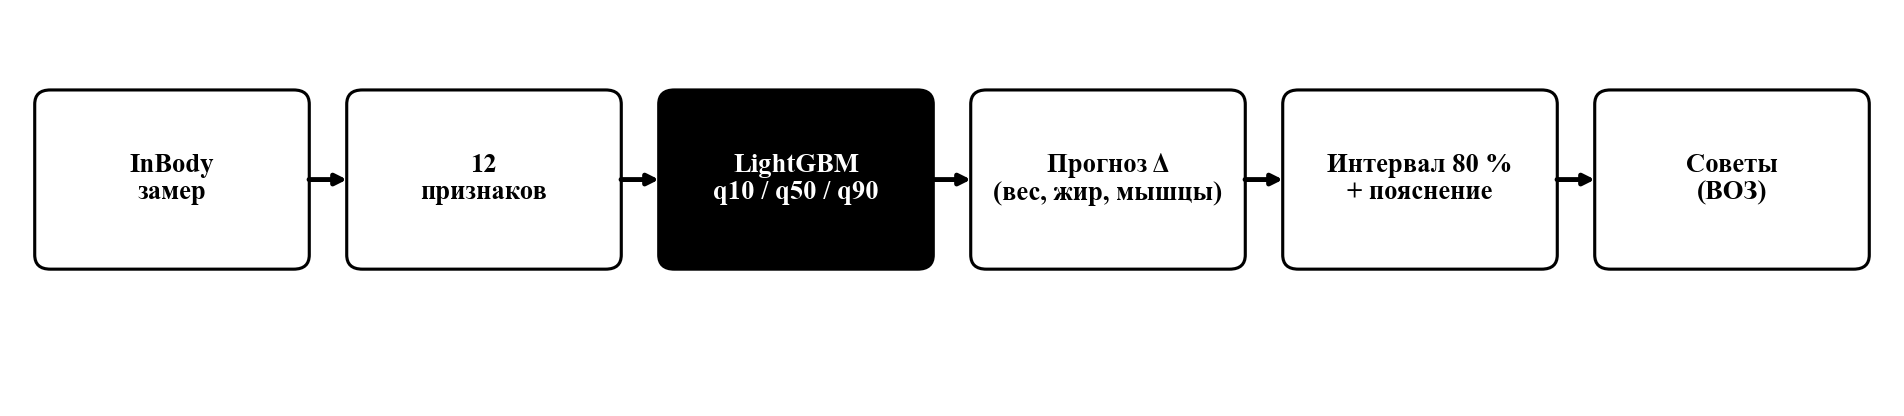 InBody
замер
12
признаков
LightGBM
q10 / q50 / q90
Прогноз Δ
(вес, жир, мышцы)
Интервал 80 %
+ пояснение
Советы
(ВОЗ)